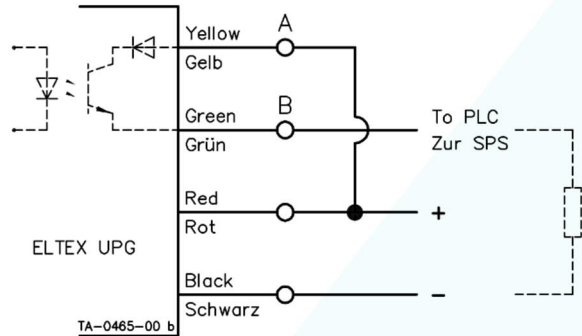 Yellow
Gelb
A
Green
Grün
B
To PLC
Zur SPS
Red
Rot
+
ELTEX UPG
Black
Schwarz
-
TA-0465-00 b